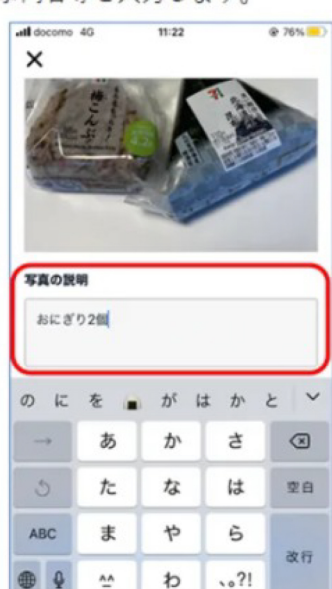 docomo 4G 11:22 76%
梅こんぶ
写真の説明
おにぎり2個
の に を 🍙 が は か と
→ あ か さ
た な は 空白
ABC ま や ら
改行
^^ わ 、。?!